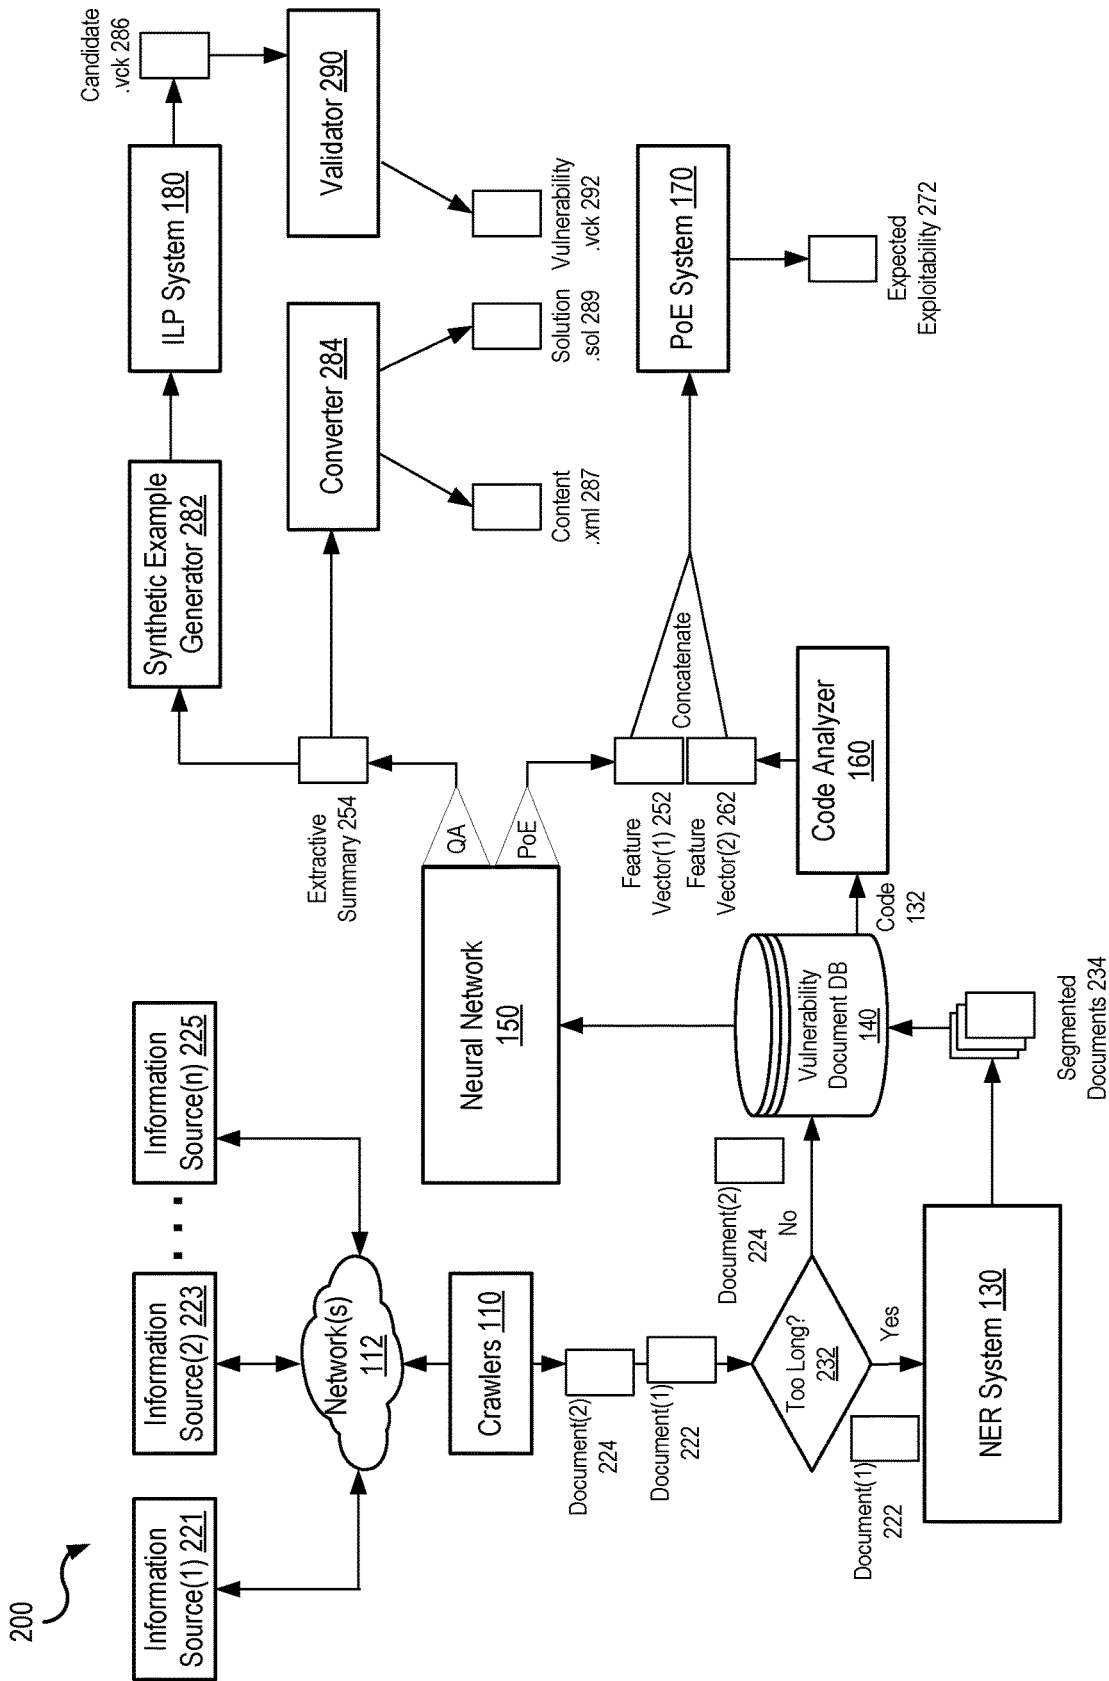 200
Information
Source(1) 221
Information
Source(2) 223
. . .
Information
Source(n) 225
Network(s)
112
Crawlers 110
Document(2)
224
Document(1)
222
Too Long?
232
No
Document(2)
224
Yes
Document(1)
222
NER System 130
Segmented
Documents 234
Vulnerability
Document DB
140
Code
132
Code Analyzer
160
Neural Network
150
QA
PoE
Extractive
Summary 254
Feature
Vector(1) 252
Feature
Vector(2) 262
Concatenate
Synthetic Example
Generator 282
ILP System 180
Candidate
.vck 286
Converter 284
Validator 290
Content
.xml 287
Solution
.sol 289
Vulnerability
.vck 292
PoE System 170
Expected
Exploitability 272